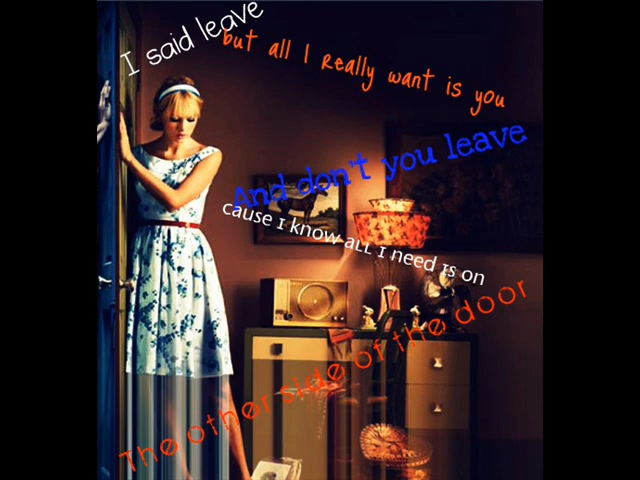 I said leave
but all I Really want is you
And don't you leave
cause I know all I need is on
The other side of the door